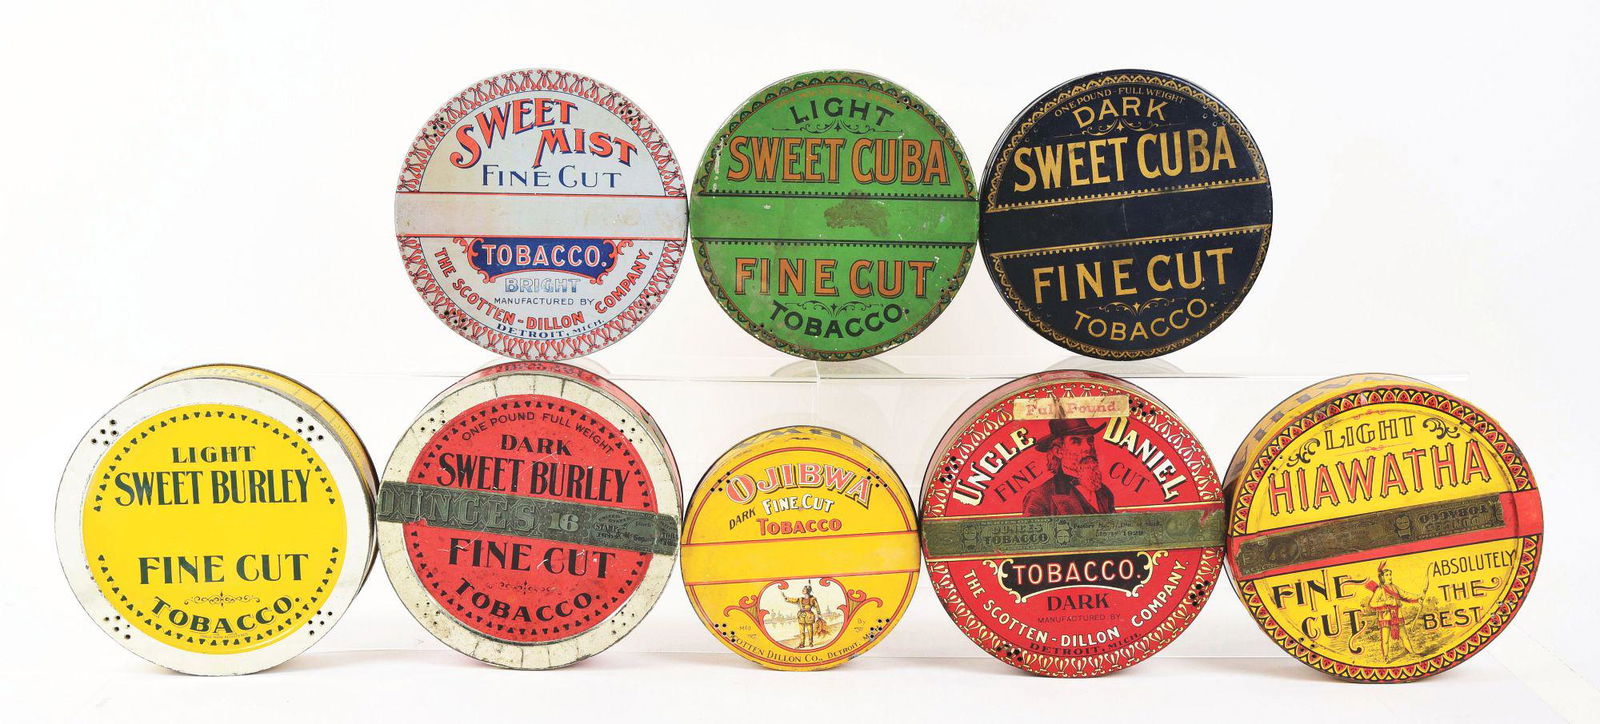 SWEET
MIST
FINE CUT
TOBACCO.
BRIGHT
MANUFACTURED BY
THE SCOTTEN-DILLON COMPANY,
DETROIT, MICH.
LIGHT
SWEET CUBA
FINE CUT
TOBACCO.
ONE POUND-FULL WEIGHT
DARK
SWEET CUBA
FINE CUT
TOBACCO.
LIGHT
SWEET BURLEY
FINE CUT
TOBACCO.
ONE POUND FULL WEIGHT
DARK
SWEET BURLEY
OUNCES 16
FINE CUT
TOBACCO.
OJIBWA
DARK FINE CUT
TOBACCO
DILLON CO., DETROIT,
Full Pound.
UNCLE DANIEL
FINE CUT
TOBACCO
TOBACCO.
DARK
MANUFACTURED BY
THE SCOTTEN-DILLON COMPANY
DETROIT, MICH.
LIGHT
HIAWATHA
TOBACCO
FINE CUT
ABSOLUTELY
THE
BEST